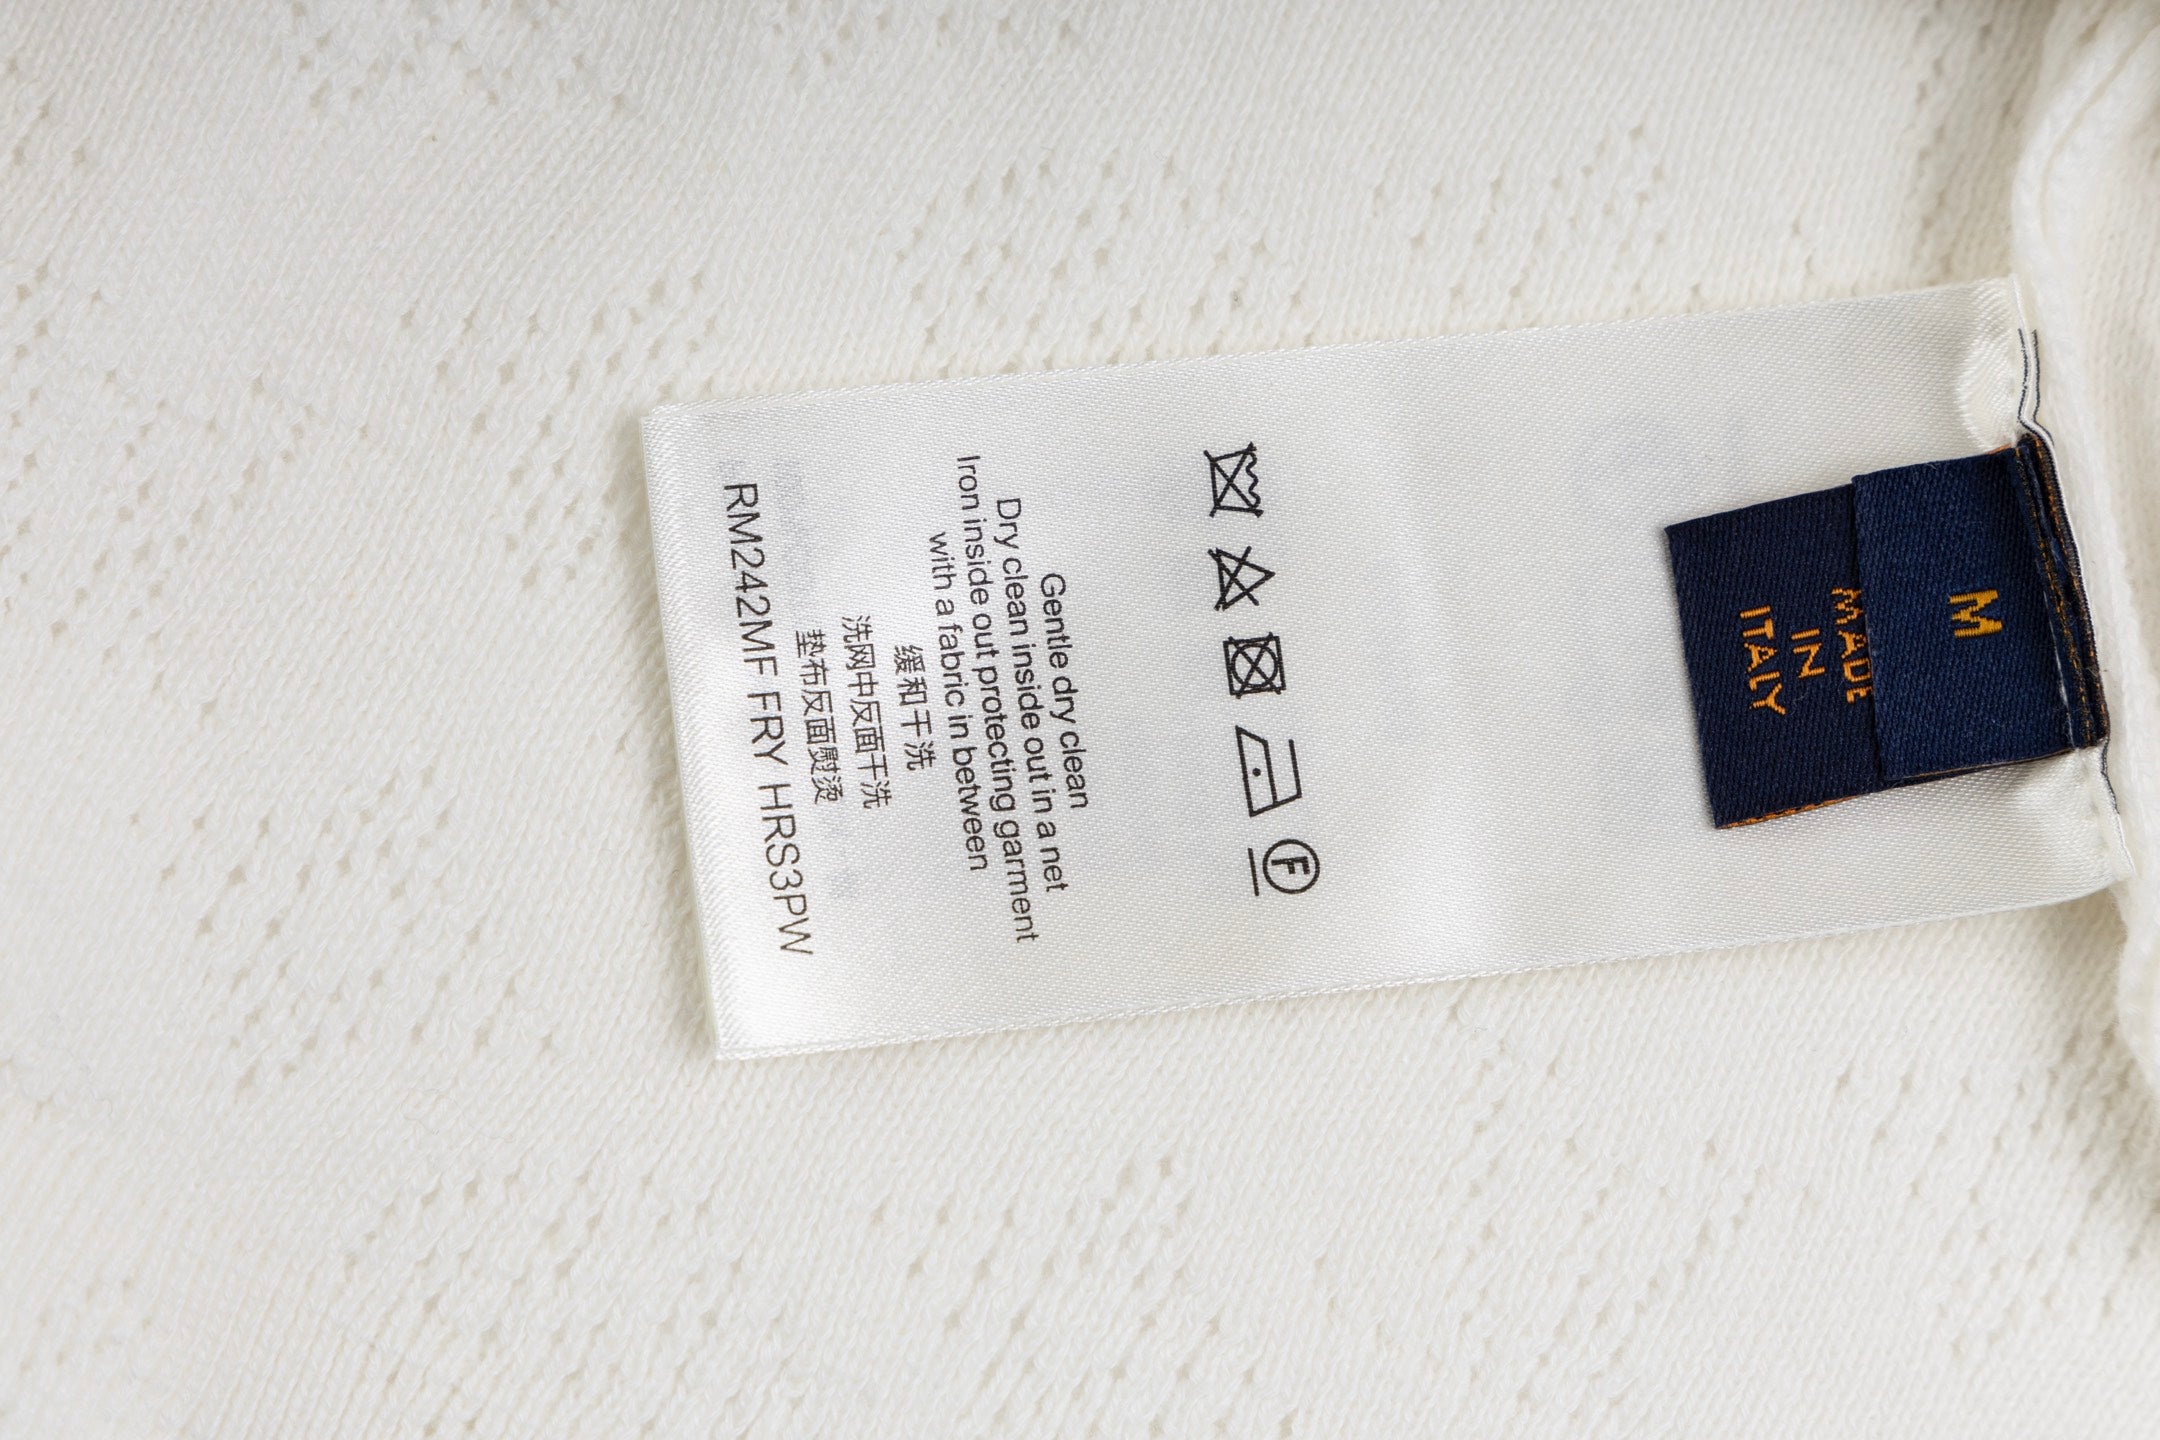 M
MADE
IN
ITALY
F
Gentle dry clean
Dry clean inside out in a net
Iron inside out protecting garment
with a fabric in between
缓和干洗
洗网中反面干洗
垫布反面熨烫
RM242MF FRY HRS3PW